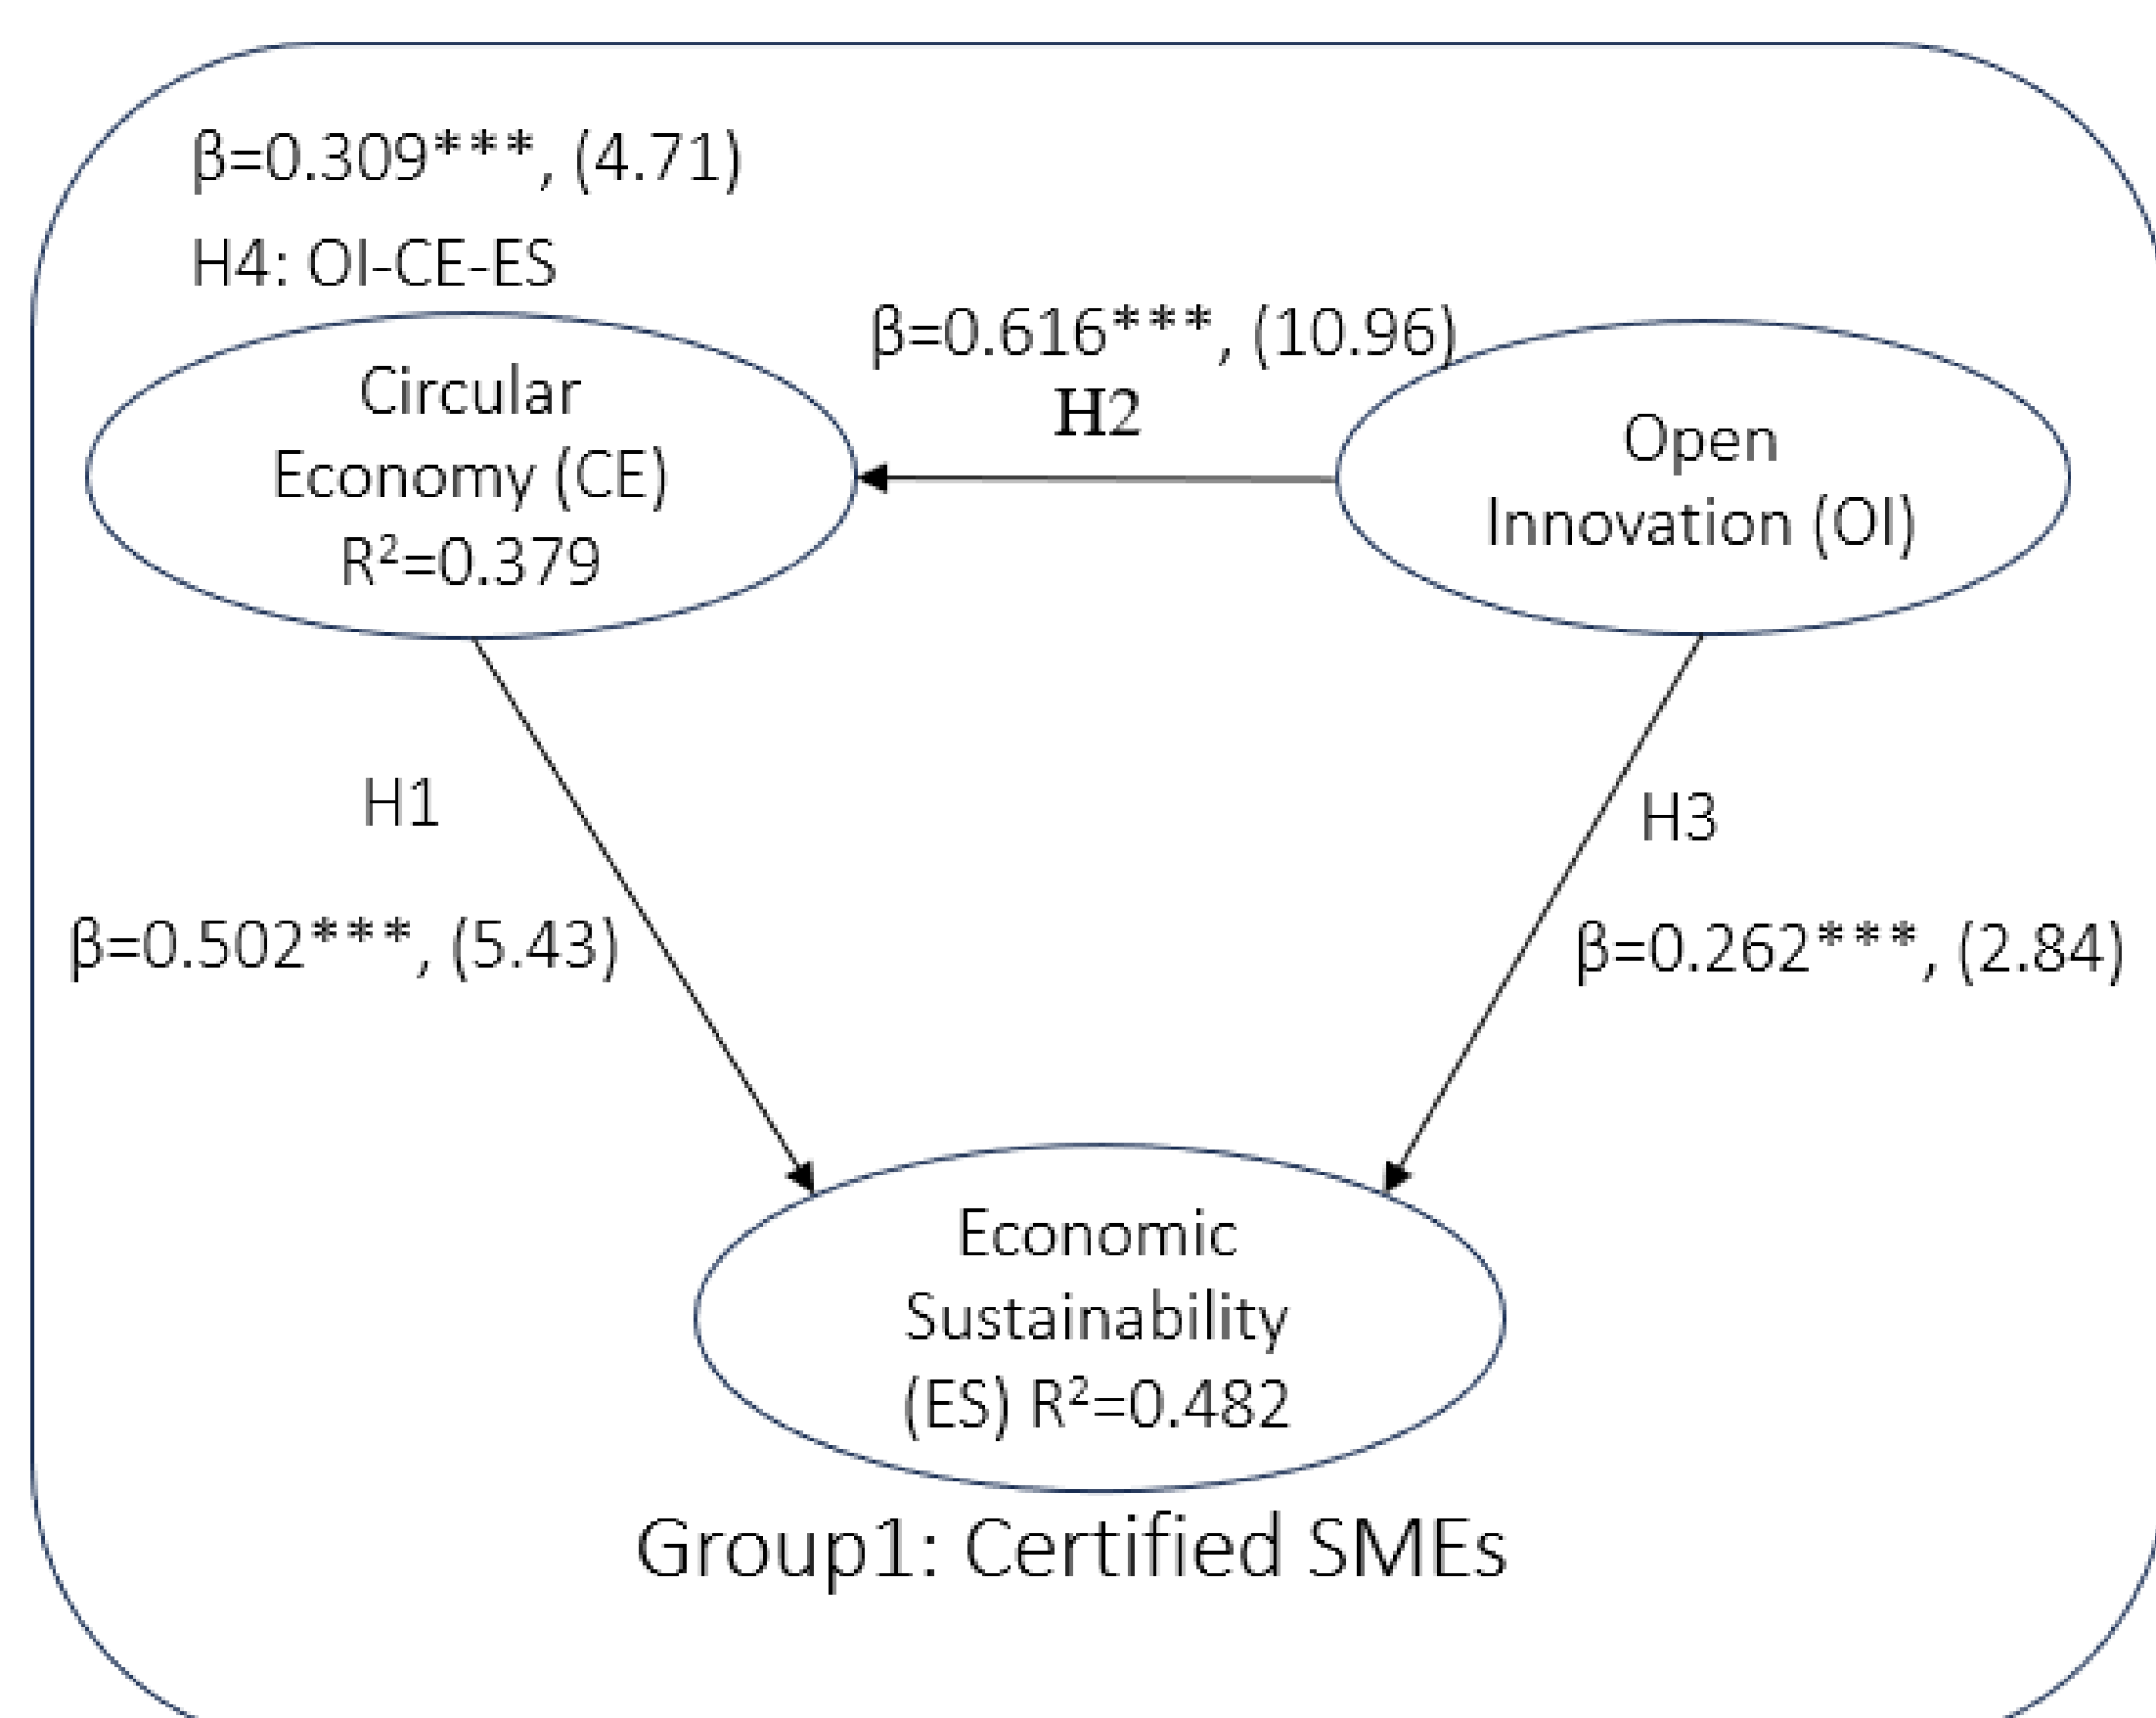 β=0.309***, (4.71)
H4: OI-CE-ES
β=0.616***, (10.96)
H2
Circular
Economy (CE)
R²=0.379
Open
Innovation (OI)
H1
H3
β=0.502***, (5.43)
β=0.262***, (2.84)
Economic
Sustainability
(ES) R²=0.482
Group1: Certified SMEs